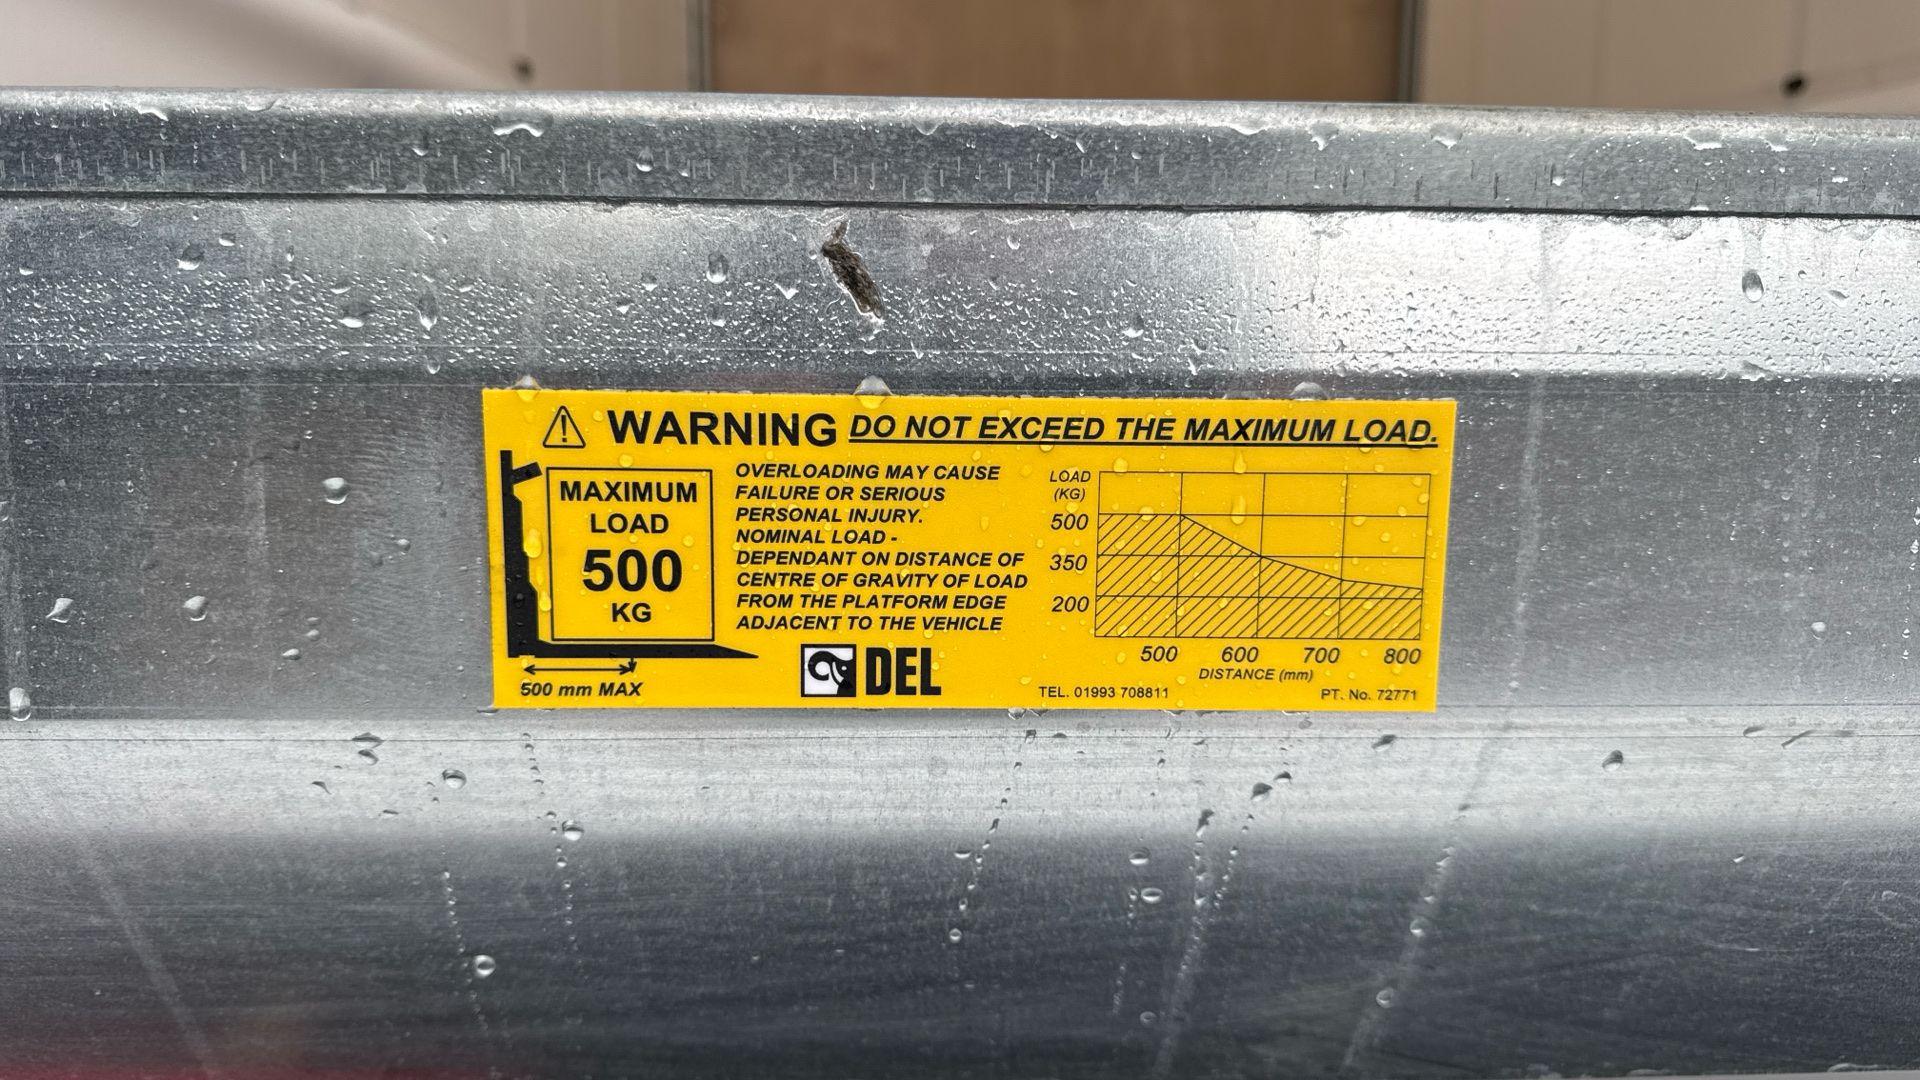 WARNING DO NOT EXCEED THE MAXIMUM LOAD.
MAXIMUM
LOAD
500
KG
500 mm MAX
OVERLOADING MAY CAUSE
FAILURE OR SERIOUS
PERSONAL INJURY.
NOMINAL LOAD -
DEPENDANT ON DISTANCE OF
CENTRE OF GRAVITY OF LOAD
FROM THE PLATFORM EDGE
ADJACENT TO THE VEHICLE
DEL
LOAD
(KG)
500
350
200
500 600 700 800
DISTANCE (mm)
TEL. 01993 708811
PT. No. 72771